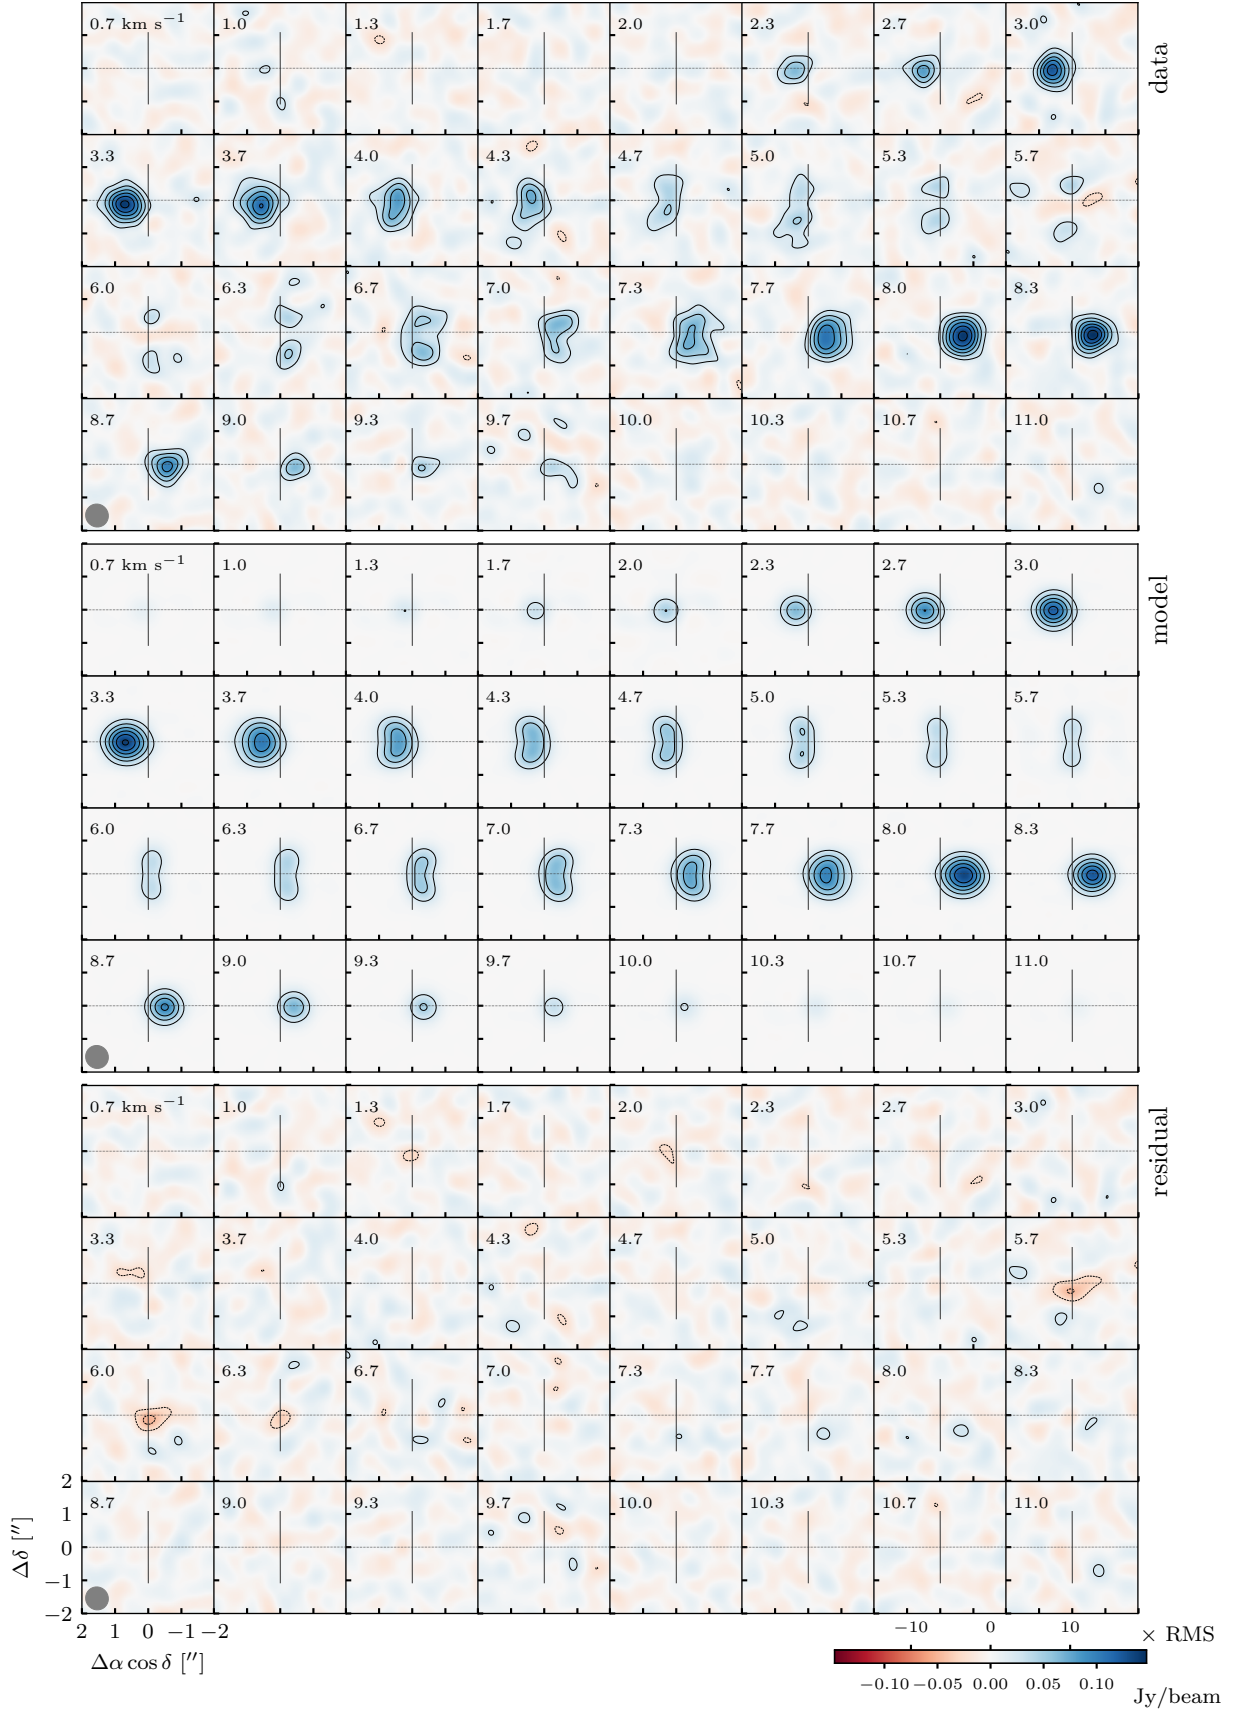 0.7 km s⁻¹ 1.0 1.3 1.7 2.0 2.3 2.7 3.0
data
3.3 3.7 4.0 4.3 4.7 5.0 5.3 5.7
6.0 6.3 6.7 7.0 7.3 7.7 8.0 8.3
8.7 9.0 9.3 9.7 10.0 10.3 10.7 11.0
0.7 km s⁻¹ 1.0 1.3 1.7 2.0 2.3 2.7 3.0
model
3.3 3.7 4.0 4.3 4.7 5.0 5.3 5.7
6.0 6.3 6.7 7.0 7.3 7.7 8.0 8.3
8.7 9.0 9.3 9.7 10.0 10.3 10.7 11.0
0.7 km s⁻¹ 1.0 1.3 1.7 2.0 2.3 2.7 3.0
residual
3.3 3.7 4.0 4.3 4.7 5.0 5.3 5.7
6.0 6.3 6.7 7.0 7.3 7.7 8.0 8.3
8.7 9.0 9.3 9.7 10.0 10.3 10.7 11.0
2
1
0
−1
−2
Δδ [′′]
2 1 0 −1 −2
Δα cos δ [′′]
−10 0 10 × RMS
−0.10 −0.05 0.00 0.05 0.10
Jy/beam